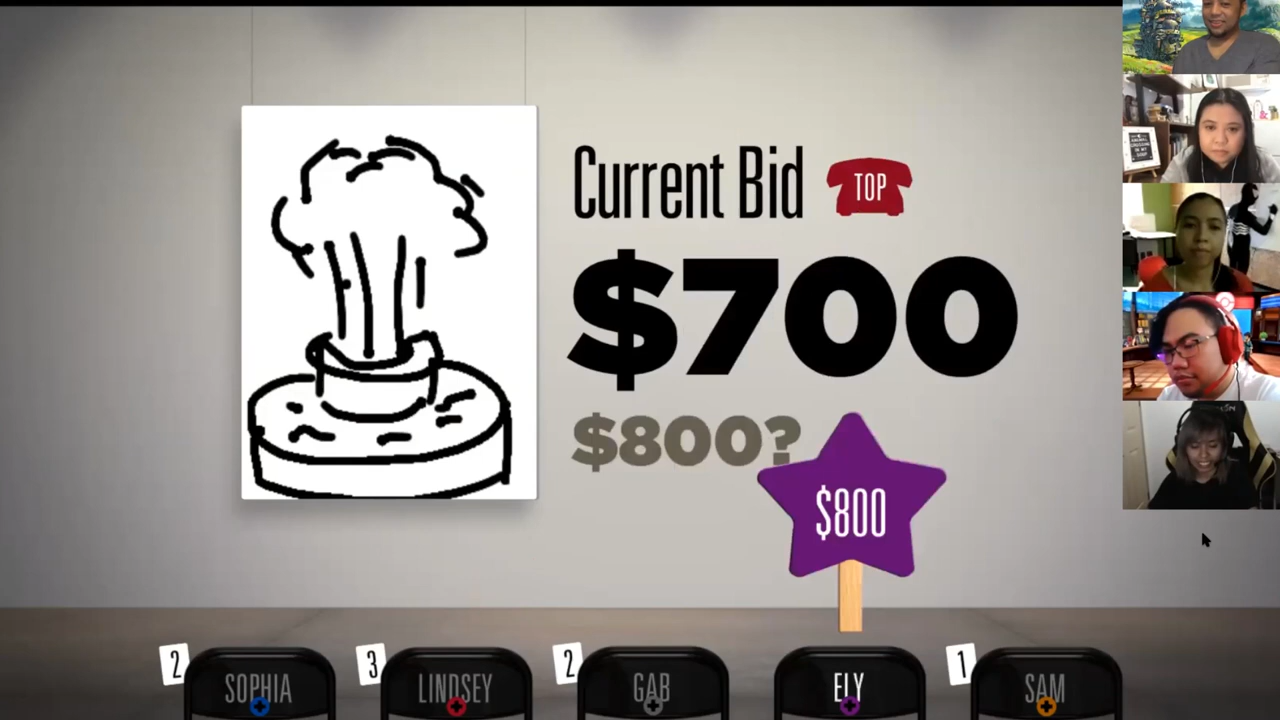 Current Bid
TOP
$700
$800?
$800
2
3
2
1
SOPHIA
LINDSEY
GAB
ELY
SAM